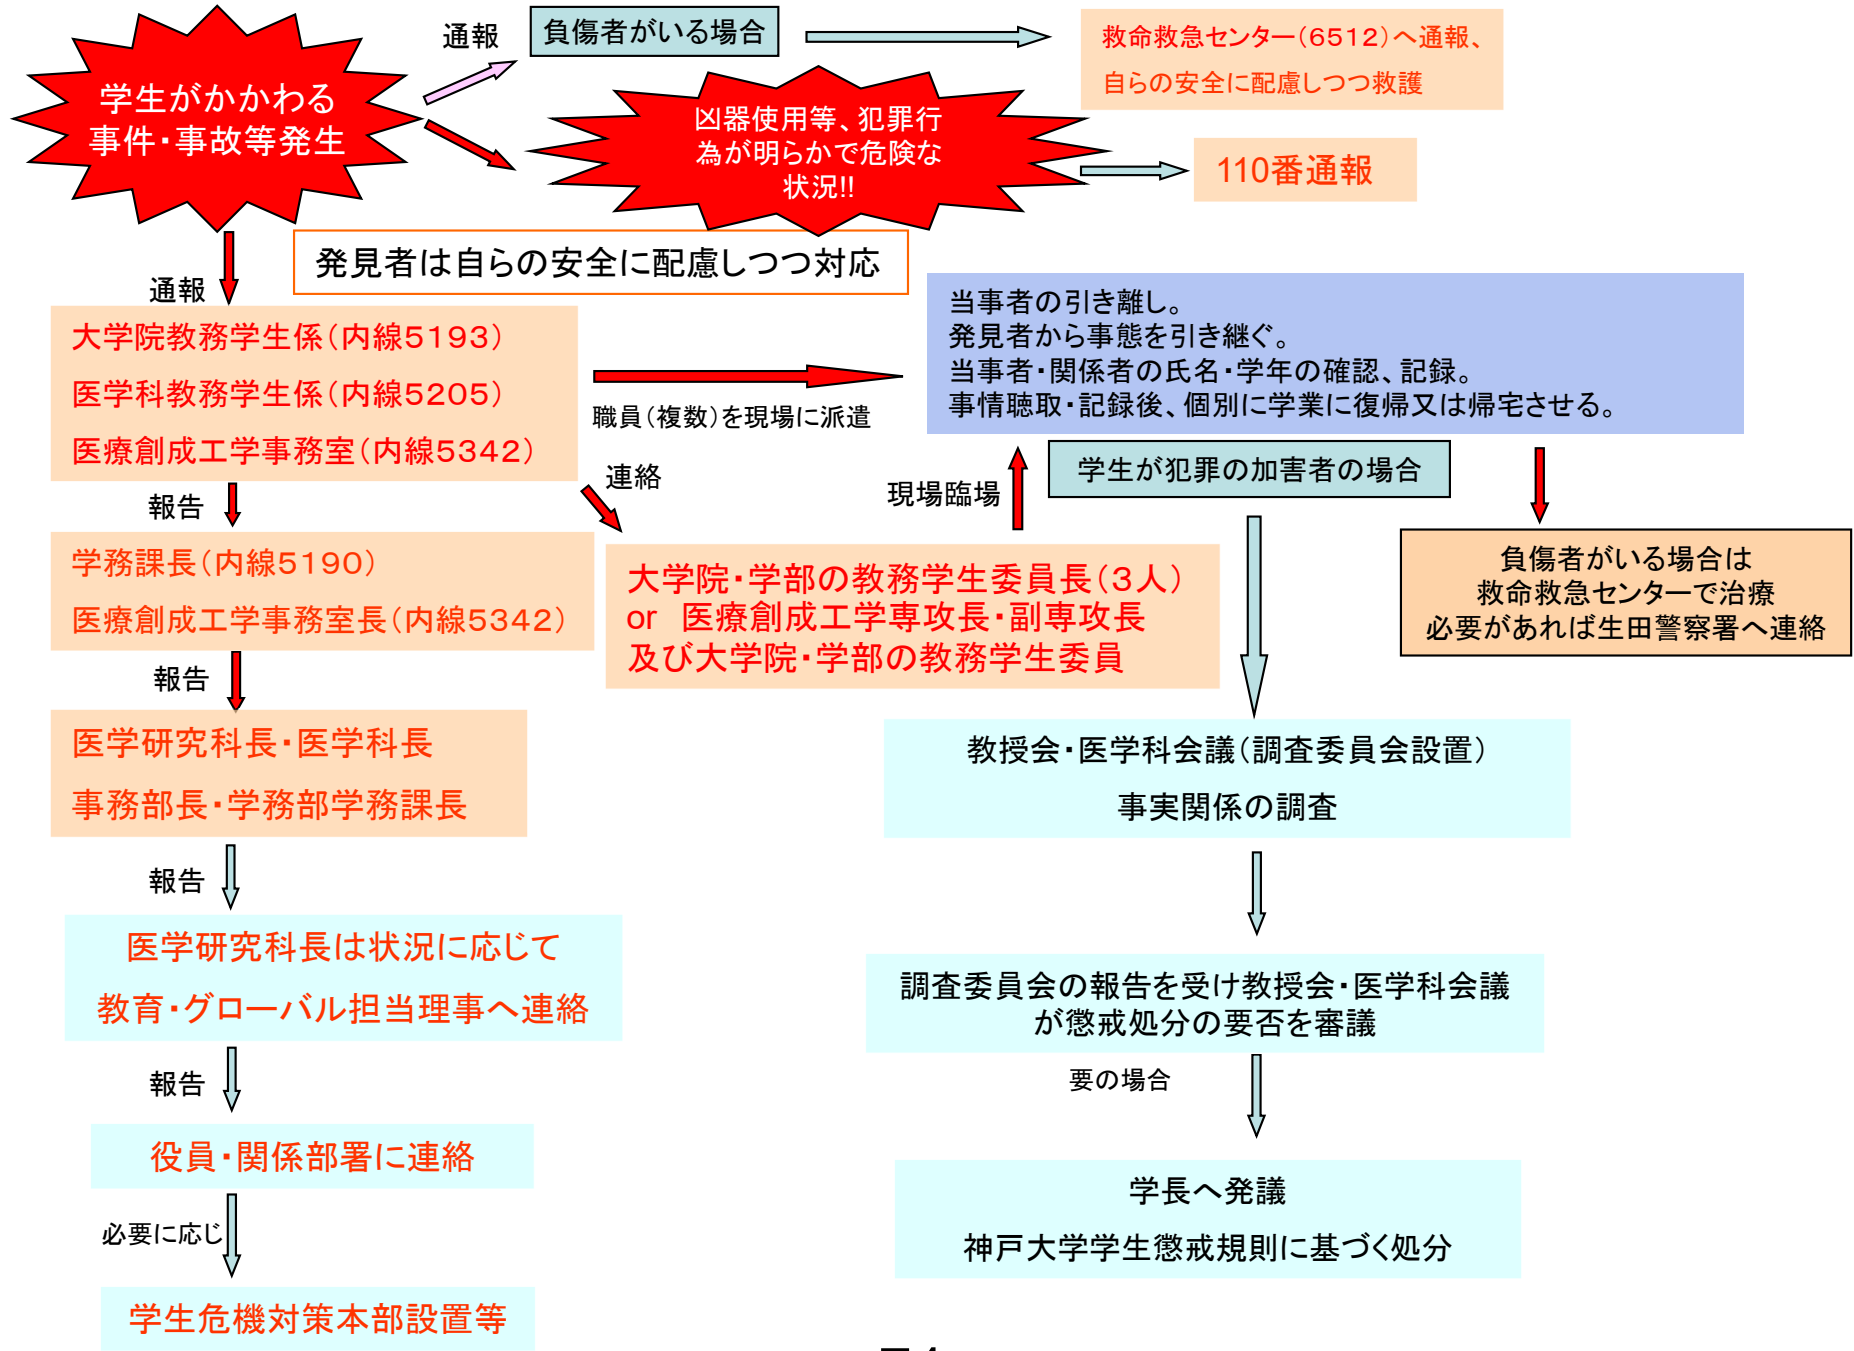 学生がかかわる
事件・事故等発生
通報
負傷者がいる場合
救命救急センター(6512)へ通報、
自らの安全に配慮しつつ救護
凶器使用等、犯罪行
為が明らかで危険な
状況!!
110番通報
発見者は自らの安全に配慮しつつ対応
通報
大学院教務学生係(内線5193)
医学科教務学生係(内線5205)
医療創成工学事務室(内線5342)
職員(複数)を現場に派遣
当事者の引き離し。
発見者から事態を引き継ぐ。
当事者・関係者の氏名・学年の確認、記録。
事情聴取・記録後、個別に学業に復帰又は帰宅させる。
報告
連絡
現場臨場
学生が犯罪の加害者の場合
学務課長(内線5190)
医療創成工学事務室長(内線5342)
大学院・学部の教務学生委員長(3人)
or 医療創成工学専攻長・副専攻長
及び大学院・学部の教務学生委員
負傷者がいる場合は
救命救急センターで治療
必要があれば生田警察署へ連絡
報告
医学研究科長・医学科長
事務部長・学務部学務課長
教授会・医学科会議(調査委員会設置)
事実関係の調査
報告
医学研究科長は状況に応じて
教育・グローバル担当理事へ連絡
調査委員会の報告を受け教授会・医学科会議
が懲戒処分の要否を審議
報告
要の場合
役員・関係部署に連絡
学長へ発議
神戸大学学生懲戒規則に基づく処分
必要に応じ
学生危機対策本部設置等